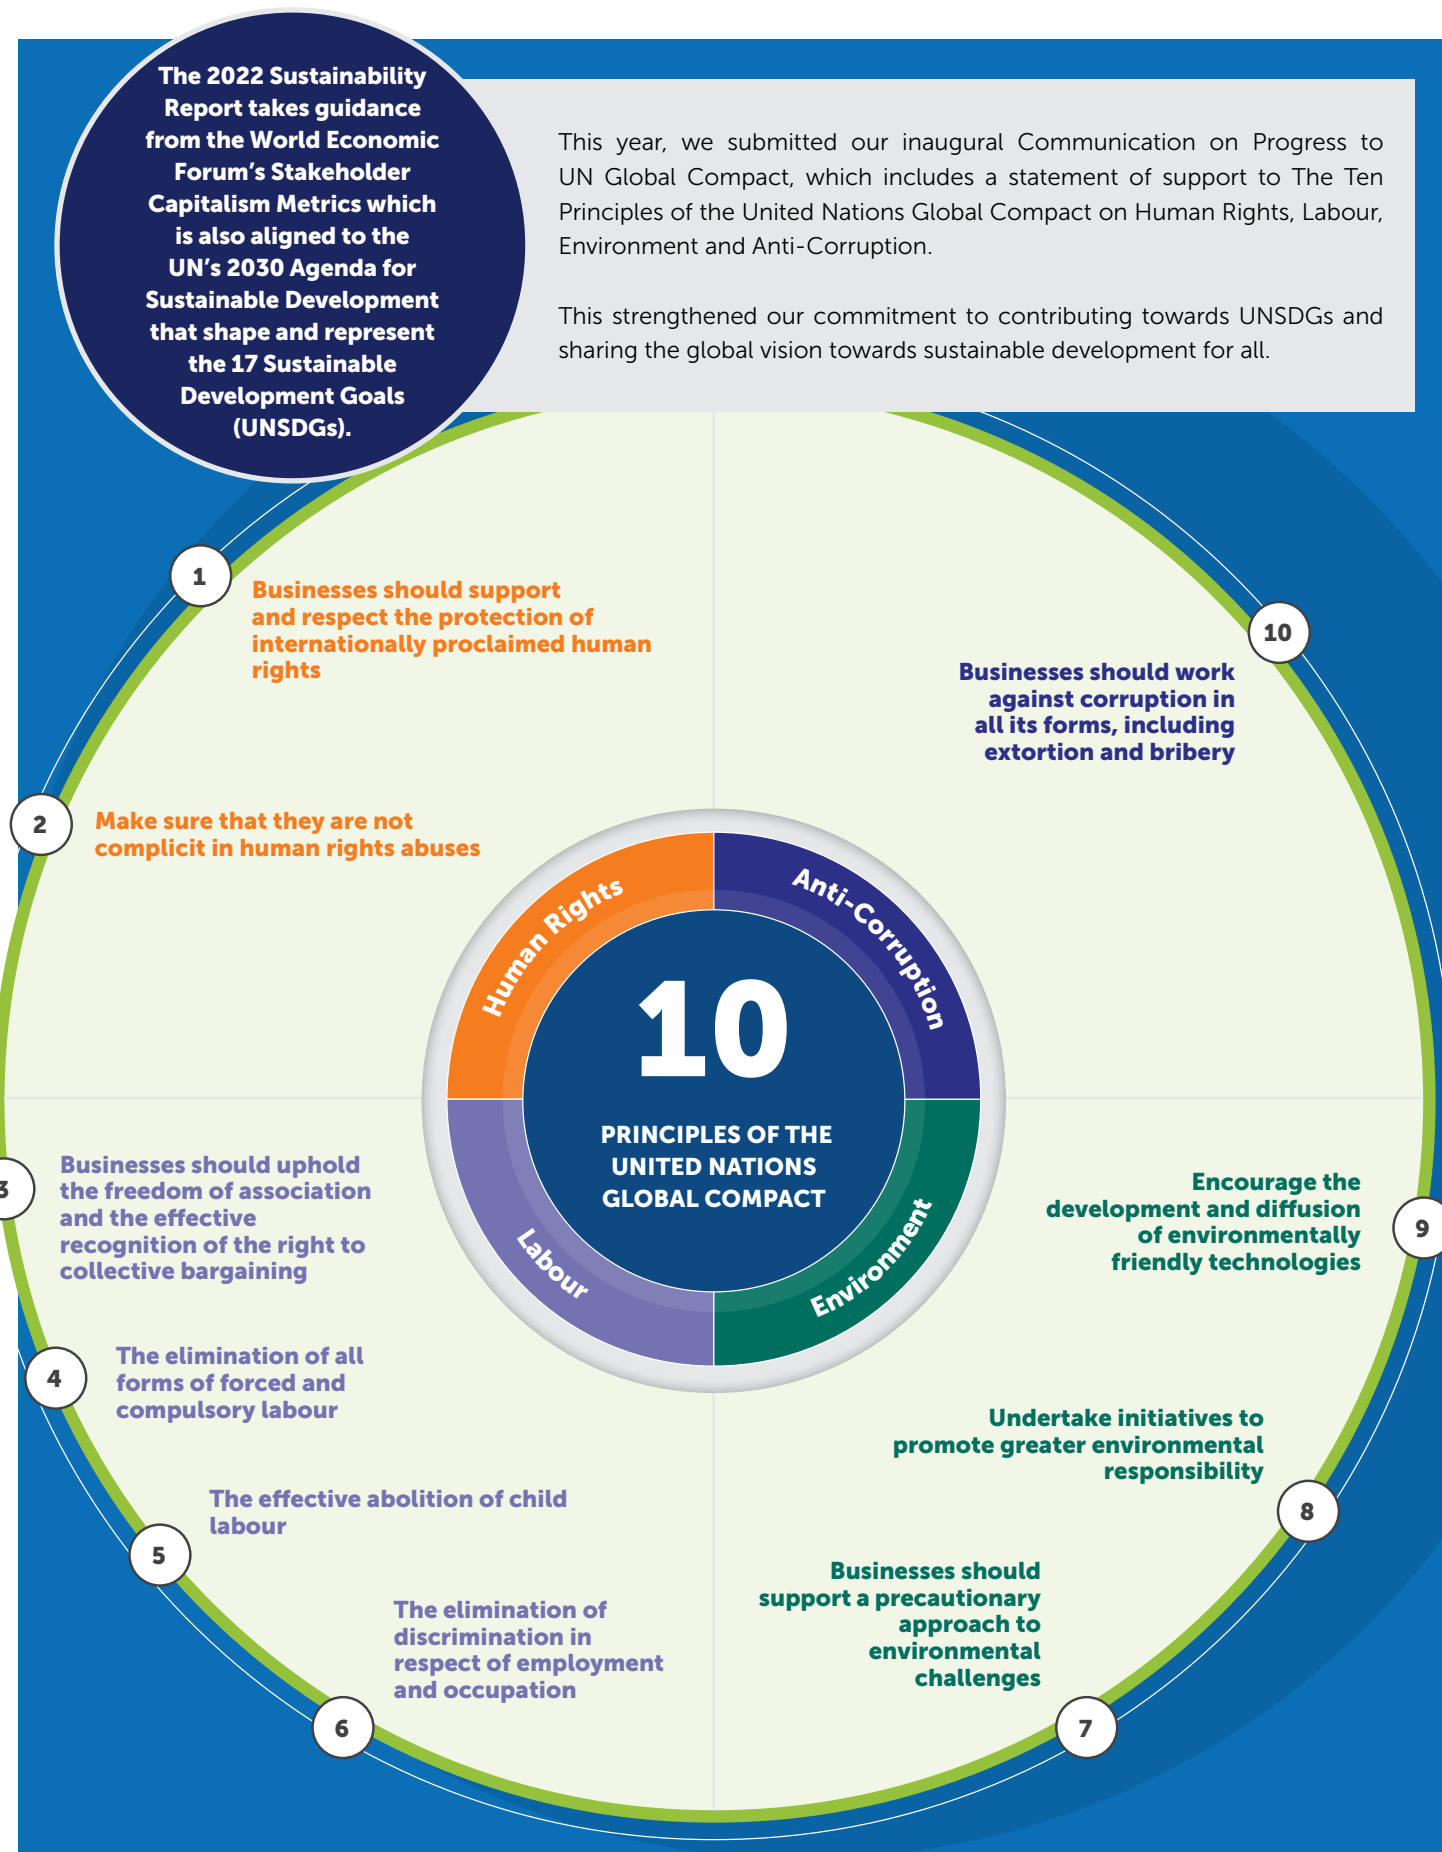 The 2022 Sustainability
Report takes guidance
from the World Economic
Forum's Stakeholder
Capitalism Metrics which
is also aligned to the
UN's 2030 Agenda for
Sustainable Development
that shape and represent
the 17 Sustainable
Development Goals
(UNSDGs).
This year, we submitted our inaugural Communication on Progress to
UN Global Compact, which includes a statement of support to The Ten
Principles of the United Nations Global Compact on Human Rights, Labour,
Environment and Anti-Corruption.
This strengthened our commitment to contributing towards UNSDGs and
sharing the global vision towards sustainable development for all.
1
Businesses should support
and respect the protection of
internationally proclaimed human
rights
2
Make sure that they are not
complicit in human rights abuses
3
Businesses should uphold
the freedom of association
and the effective
recognition of the right to
collective bargaining
4
The elimination of all
forms of forced and
compulsory labour
5
The effective abolition of child
labour
6
The elimination of
discrimination in
respect of employment
and occupation
7
Businesses should
support a precautionary
approach to
environmental
challenges
8
Undertake initiatives to
promote greater environmental
responsibility
9
Encourage the
development and diffusion
of environmentally
friendly technologies
10
Businesses should work
against corruption in
all its forms, including
extortion and bribery
Human Rights
Anti-Corruption
Labour
Environment
10
PRINCIPLES OF THE
UNITED NATIONS
GLOBAL COMPACT